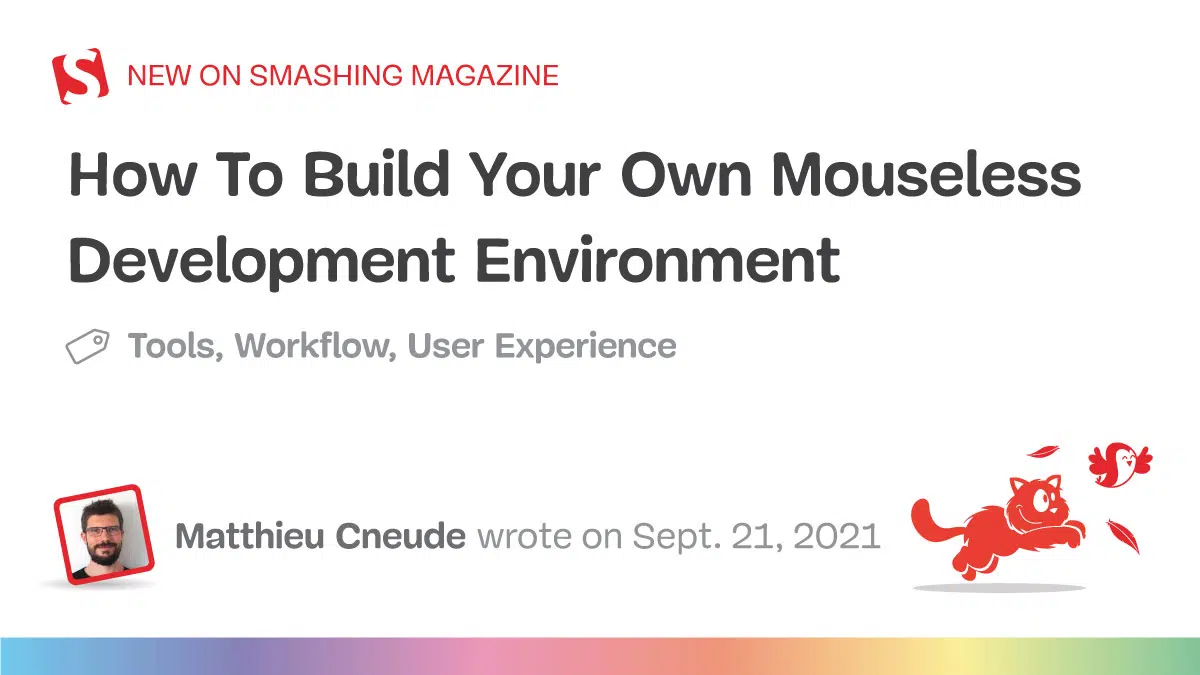 NEW ON SMASHING MAGAZINE
How To Build Your Own Mouseless
Development Environment
Tools, Workflow, User Experience
Matthieu Cneude wrote on Sept. 21, 2021